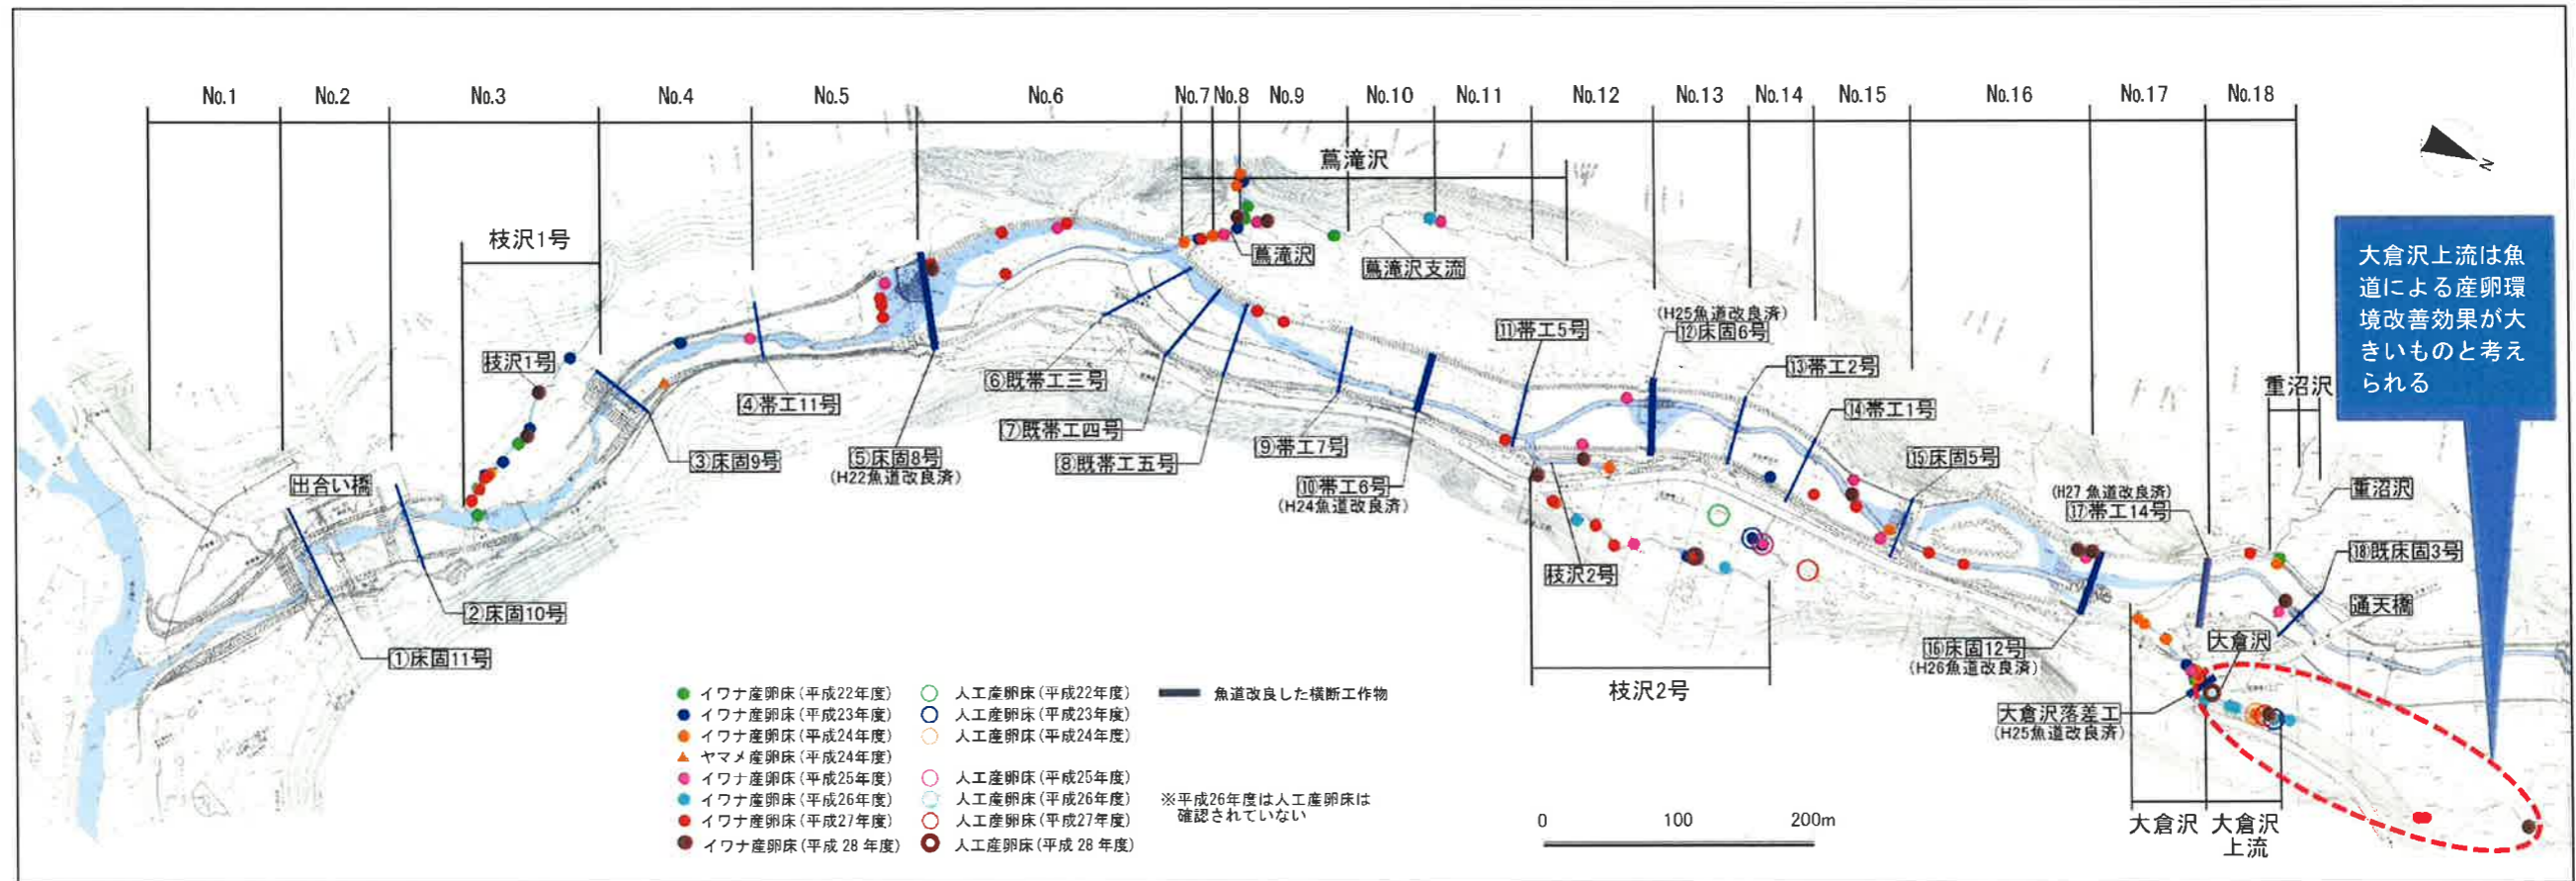 No.1
No.2
No.3
No.4
No.5
No.6
No.7
No.8
No.9
No.10
No.11
No.12
No.13
No.14
No.15
No.16
No.17
No.18
蔦滝沢
枝沢1号
N
大倉沢上流は魚
道による産卵環
境改善効果が大
きいものと考え
られる
蔦滝沢
蔦滝沢支流
枝沢1号
(H25魚道改良済)
⑫床固6号
⑪帯工5号
⑬帯工2号
⑥既帯工三号
④帯工11号
⑭帯工1号
重沼沢
⑦既帯工四号
⑨帯工7号
③床固9号
⑤床固8号
(H22魚道改良済)
⑧既帯工五号
⑮床固5号
出合い橋
⑩帯工6号
(H24魚道改良済)
(H27魚道改良済)
⑰帯工14号
重沼沢
⑱既床固3号
枝沢2号
通天橋
②床固10号
①床固11号
⑯床固12号
(H26魚道改良済)
大倉沢
枝沢2号
大倉沢落差工
(H25魚道改良済)
イワナ産卵床(平成22年度)
イワナ産卵床(平成23年度)
イワナ産卵床(平成24年度)
ヤマメ産卵床(平成24年度)
イワナ産卵床(平成25年度)
イワナ産卵床(平成26年度)
イワナ産卵床(平成27年度)
イワナ産卵床(平成28年度)
人工産卵床(平成22年度)
人工産卵床(平成23年度)
人工産卵床(平成24年度)
人工産卵床(平成25年度)
人工産卵床(平成26年度)
人工産卵床(平成27年度)
人工産卵床(平成28年度)
魚道改良した横断工作物
※平成26年度は人工産卵床は
確認されていない
0 100 200m
大倉沢
大倉沢
上流